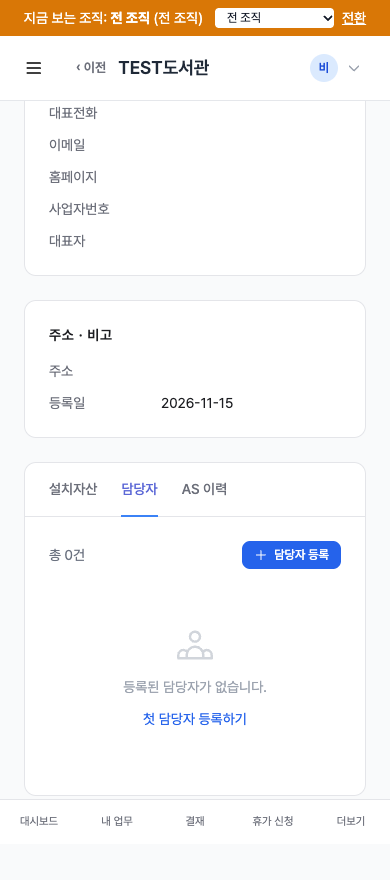 지금 보는 조직: 전 조직 (전 조직) 전 조직 전환
‹ 이전 TEST도서관 비
대표전화
이메일
홈페이지
사업자번호
대표자
주소 · 비고
주소
등록일 2026-11-15
설치자산 담당자 AS 이력
총 0건 + 담당자 등록
등록된 담당자가 없습니다.
첫 담당자 등록하기
대시보드 내 업무 결재 휴가 신청 더보기